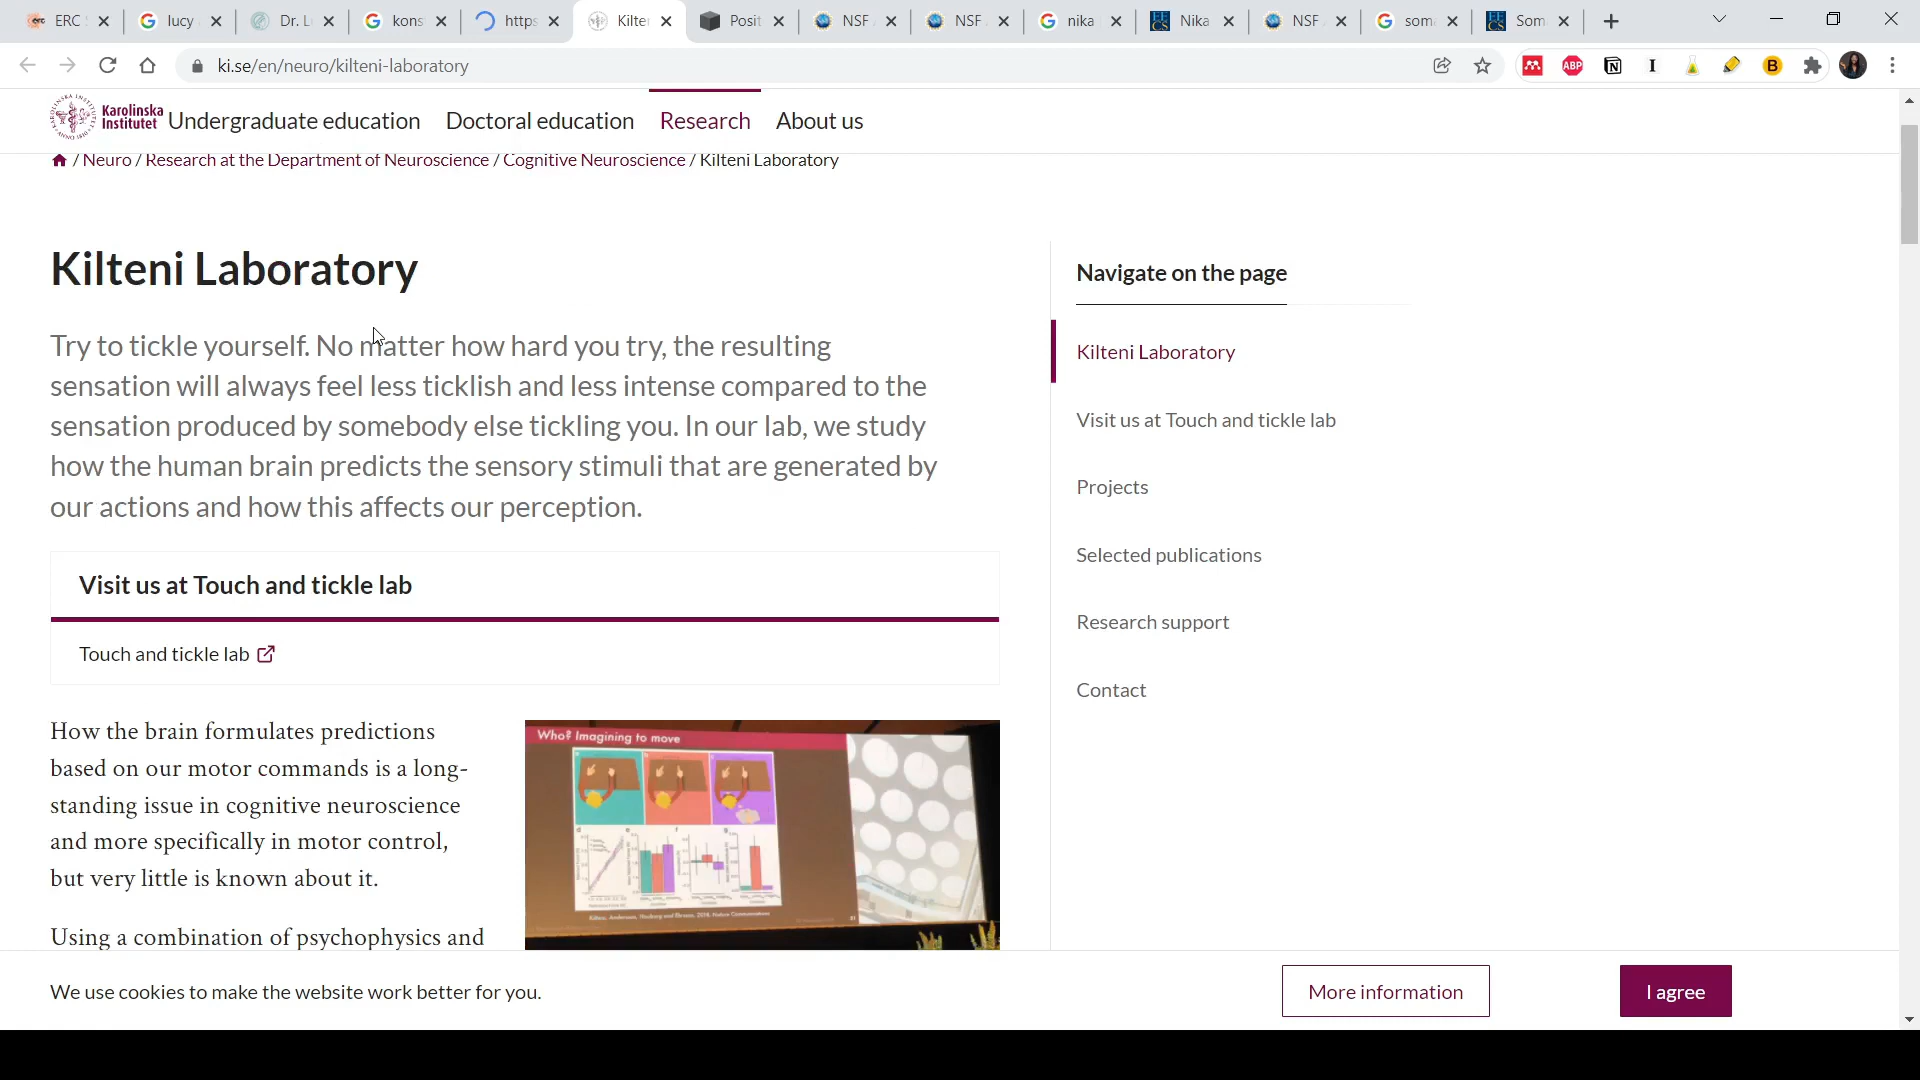 ERC
lucy
Dr. L
kons
https
Kilte
Posit
NSF
NSF
nika
Nika
NSF
som
Som
ki.se/en/neuro/kilteni-laboratory
ABP
I
B
Karolinska
Institutet
Undergraduate education Doctoral education Research About us
/ Neuro / Research at the Department of Neuroscience / Cognitive Neuroscience / Kilteni Laboratory
Kilteni Laboratory
Try to tickle yourself. No matter how hard you try, the resulting
sensation will always feel less ticklish and less intense compared to the
sensation produced by somebody else tickling you. In our lab, we study
how the human brain predicts the sensory stimuli that are generated by
our actions and how this affects our perception.
Visit us at Touch and tickle lab
Touch and tickle lab
How the brain formulates predictions
based on our motor commands is a long-
standing issue in cognitive neuroscience
and more specifically in motor control,
but very little is known about it.
Using a combination of psychophysics and
Who? Imagining to move
Navigate on the page
Kilteni Laboratory
Visit us at Touch and tickle lab
Projects
Selected publications
Research support
Contact
We use cookies to make the website work better for you.
More information
I agree